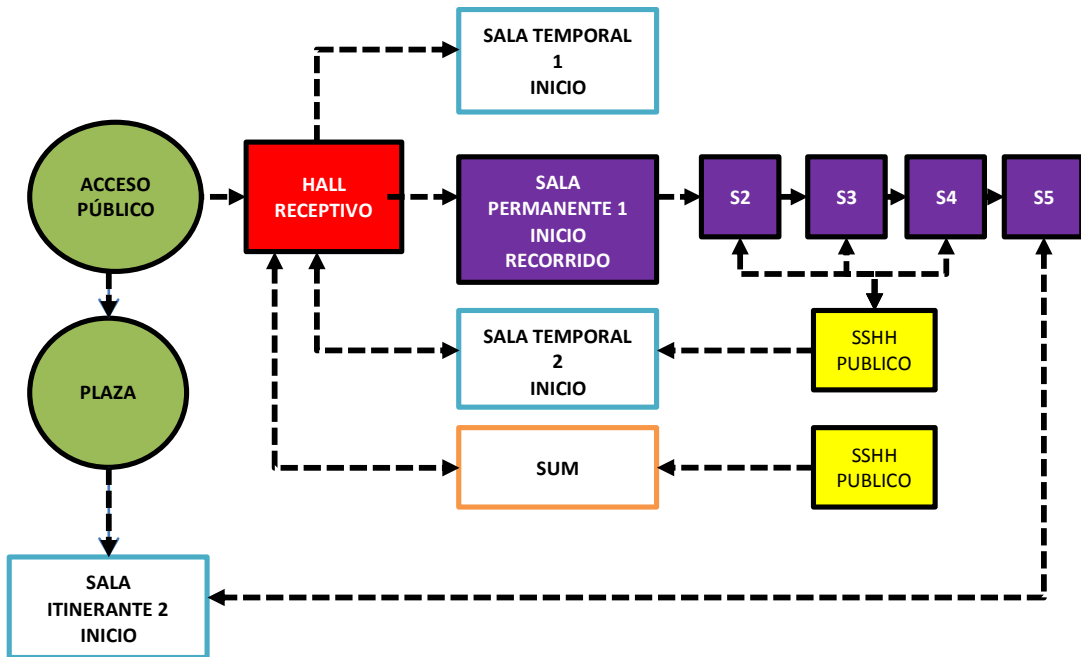 SALA TEMPORAL
1
INICIO
ACCESO
PÚBLICO
HALL
RECEPTIVO
SALA
PERMANENTE 1
INICIO
RECORRIDO
S2
S3
S4
S5
PLAZA
SALA TEMPORAL
2
INICIO
SSHH
PUBLICO
SUM
SSHH
PUBLICO
SALA
ITINERANTE 2
INICIO